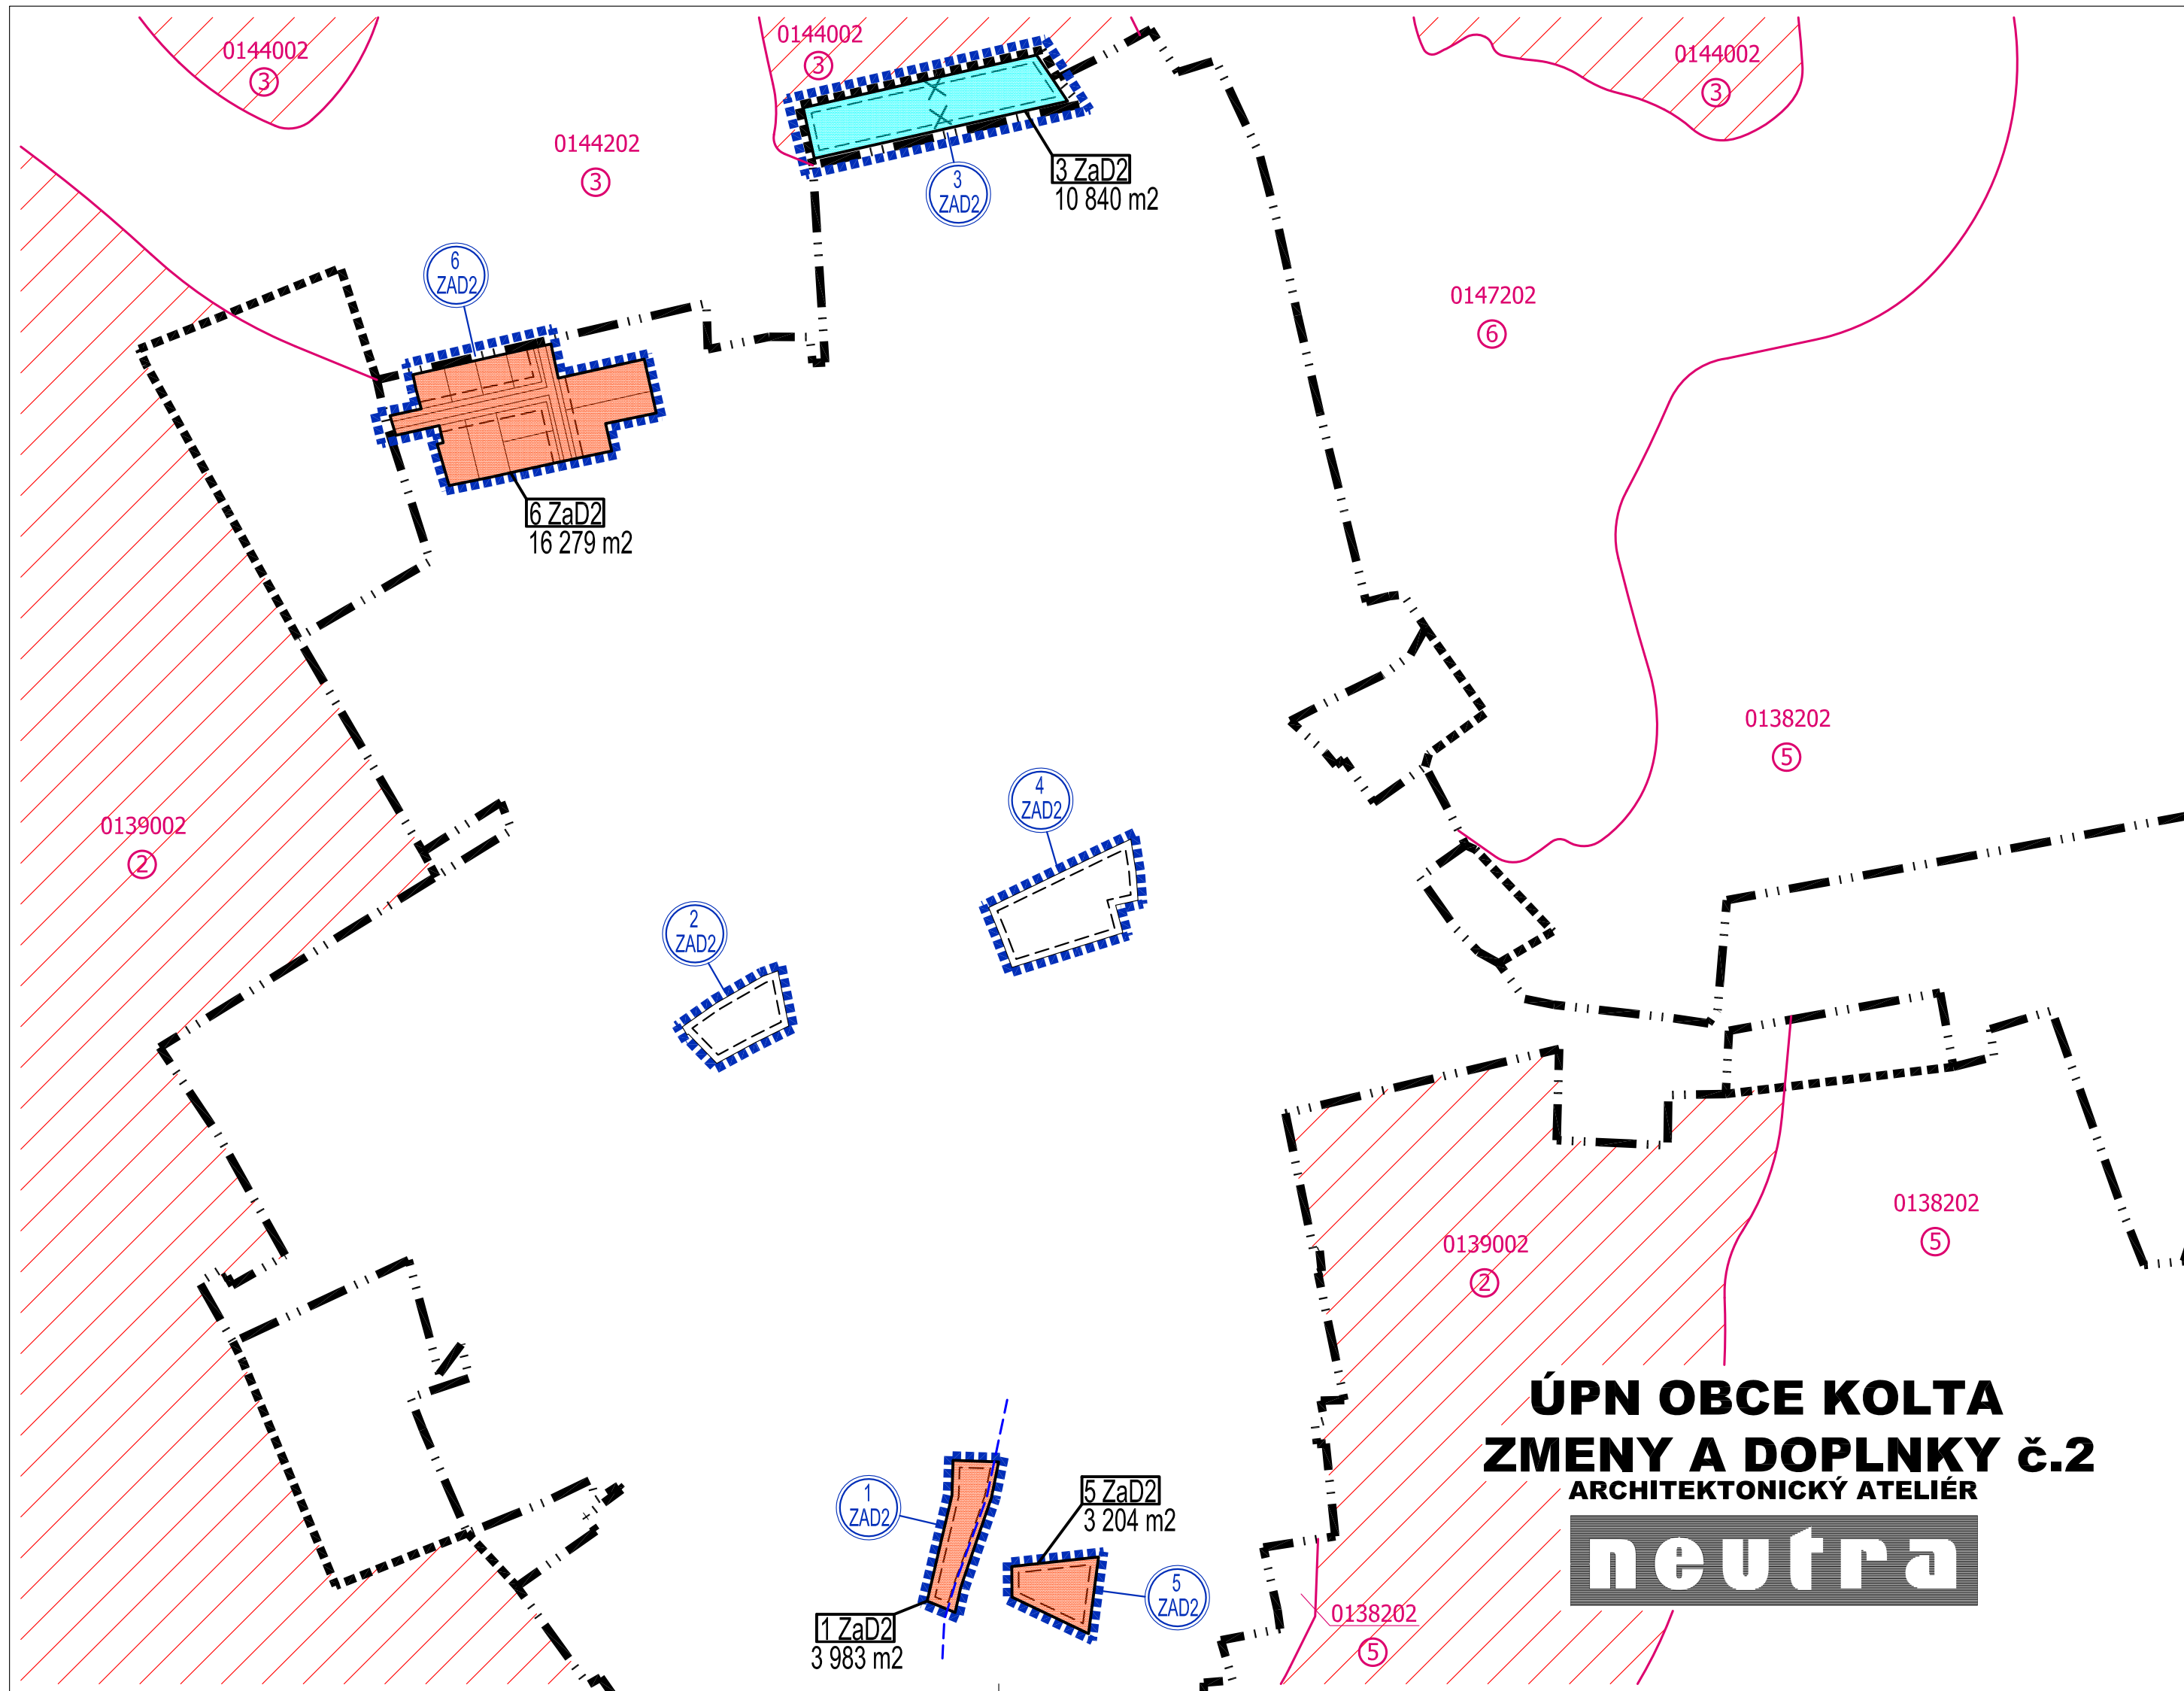 0144002
3
0144002
3
0144002
3
0144202
3
3 ZaD2
10 840 m2
3
ZAD2
6
ZAD2
0147202
6
6 ZaD2
16 279 m2
0138202
5
4
ZAD2
0139002
2
2
ZAD2
0138202
5
0139002
2
ÚPN OBCE KOLTA
ZMENY A DOPLNKY č.2
ARCHITEKTONICKÝ ATELIÉR
neutra
1
ZAD2
5 ZaD2
3 204 m2
5
ZAD2
1 ZaD2
3 983 m2
0138202
5